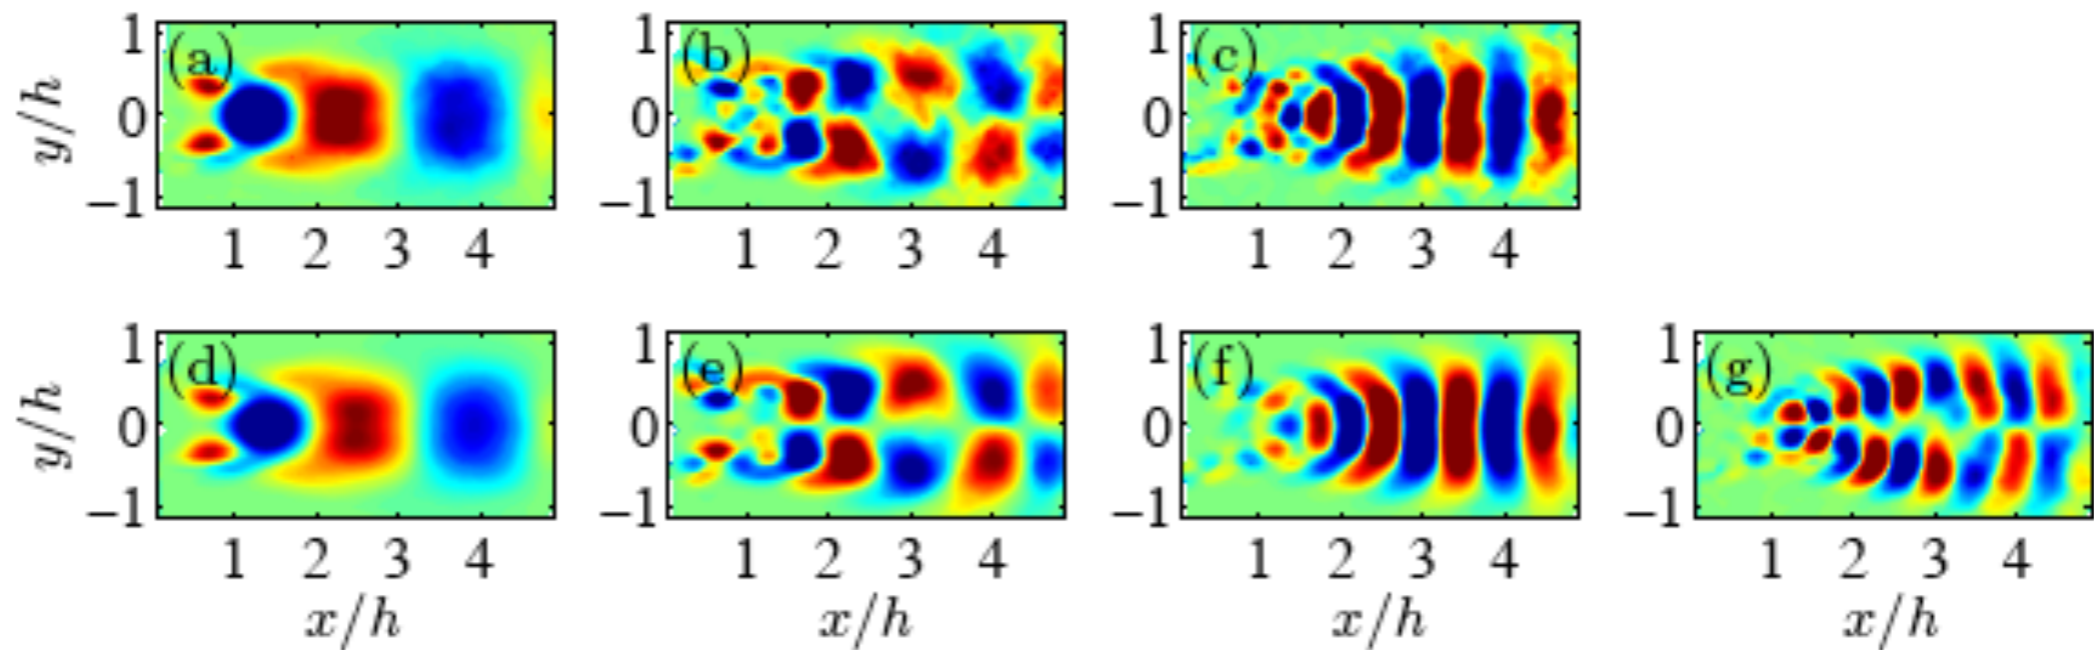 (a) (b) (c)
y/h 1 0 −1 1 0 −1 1 0 −1
1 2 3 4 1 2 3 4 1 2 3 4
(d) (e) (f) (g)
y/h 1 0 −1 1 0 −1 1 0 −1 1 0 −1
1 2 3 4 1 2 3 4 1 2 3 4 1 2 3 4
x/h x/h x/h x/h